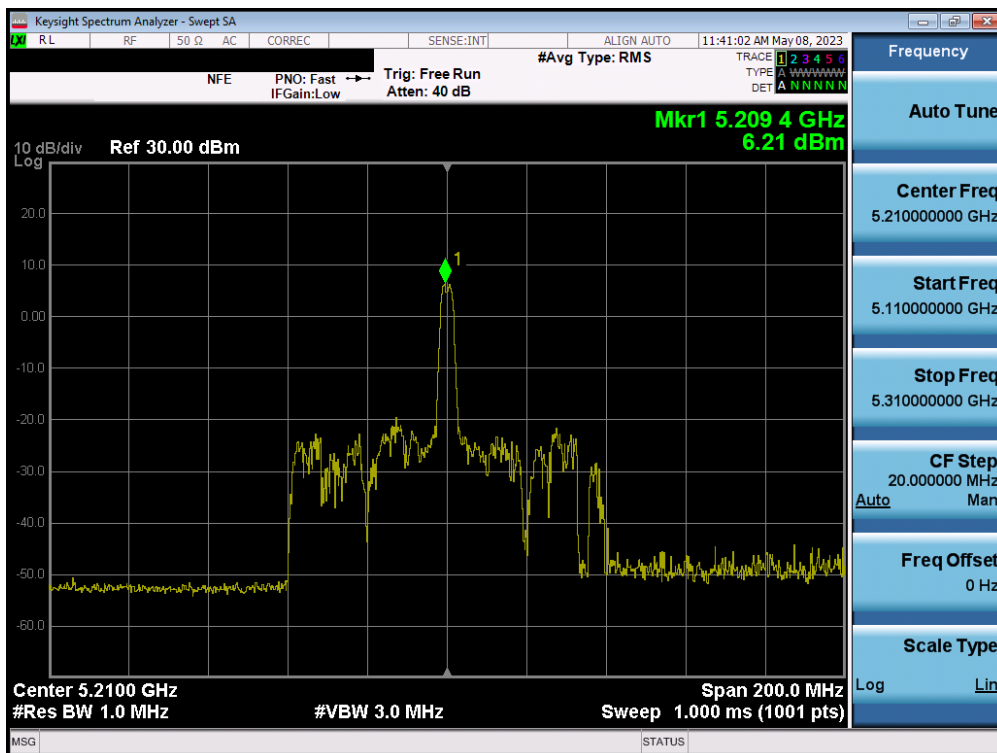 Keysight Spectrum Analyzer - Swept SA
LXI RL RF 50 Ω AC CORREC SENSE:INT ALIGN AUTO 11:41:02 AM May 08, 2023
NFE PNO: Fast Trig: Free Run #Avg Type: RMS TRACE 1 2 3 4 5 6
IFGain:Low Atten: 40 dB TYPE A WWWWW
DET A N N N N N
Mkr1 5.209 4 GHz
6.21 dBm
10 dB/div Ref 30.00 dBm
Log
20.0
10.0
0.00
-10.0
-20.0
-30.0
-40.0
-50.0
-60.0
1
Center 5.2100 GHz Span 200.0 MHz
#Res BW 1.0 MHz #VBW 3.0 MHz Sweep 1.000 ms (1001 pts)
MSG STATUS
Frequency
Auto Tune
Center Freq
5.210000000 GHz
Start Freq
5.110000000 GHz
Stop Freq
5.310000000 GHz
CF Step
20.000000 MHz
Auto Man
Freq Offset
0 Hz
Scale Type
Log Lin